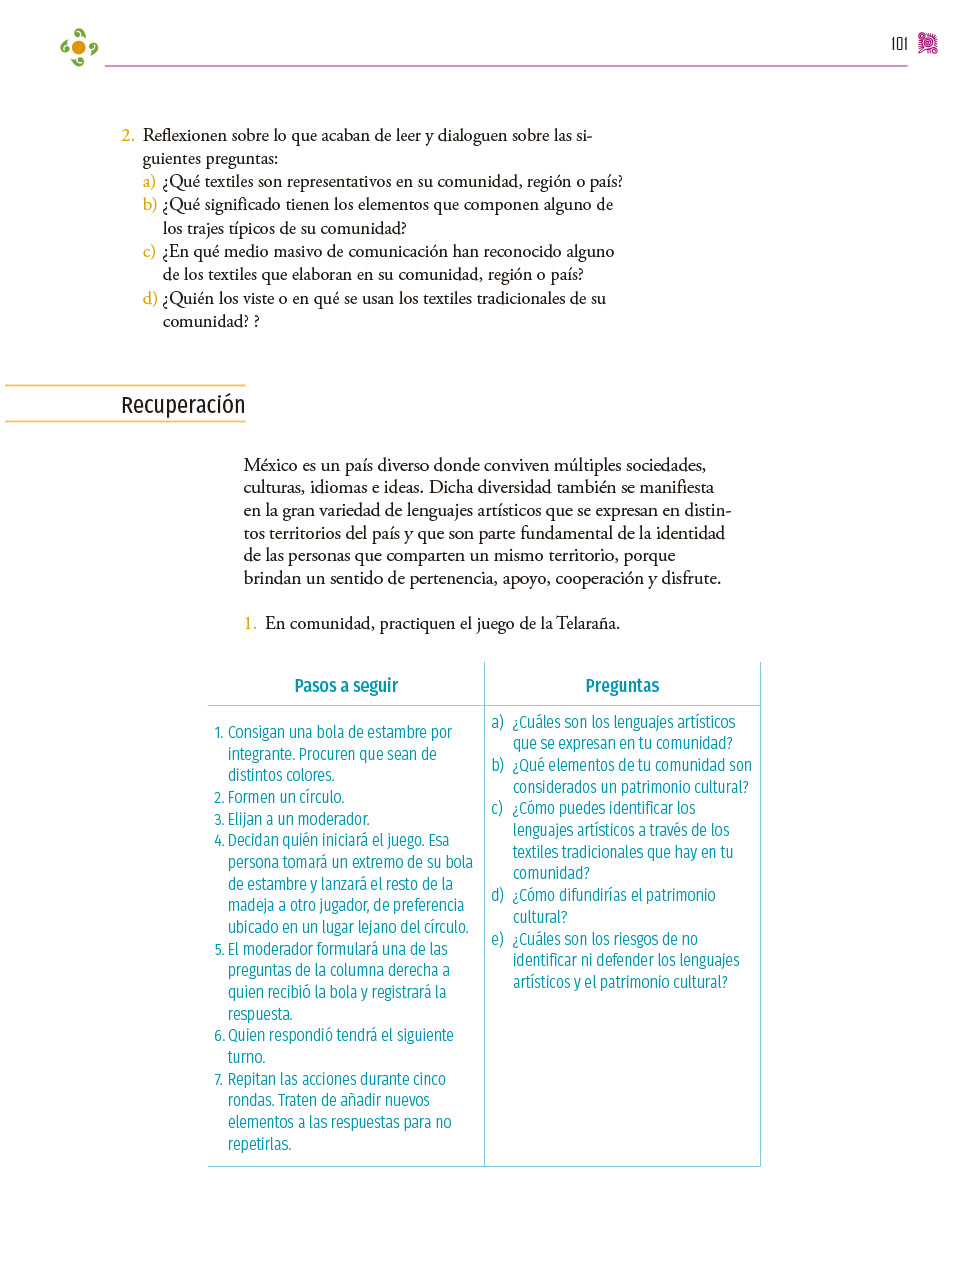 101
2. Reflexionen sobre lo que acaban de leer y dialoguen sobre las si-
guientes preguntas:
a) ¿Qué textiles son representativos en su comunidad, región o país?
b) ¿Qué significado tienen los elementos que componen alguno de
los trajes típicos de su comunidad?
c) ¿En qué medio masivo de comunicación han reconocido alguno
de los textiles que elaboran en su comunidad, región o país?
d) ¿Quién los viste o en qué se usan los textiles tradicionales de su
comunidad? ?
Recuperación
México es un país diverso donde conviven múltiples sociedades,
culturas, idiomas e ideas. Dicha diversidad también se manifiesta
en la gran variedad de lenguajes artísticos que se expresan en distin-
tos territorios del país y que son parte fundamental de la identidad
de las personas que comparten un mismo territorio, porque
brindan un sentido de pertenencia, apoyo, cooperación y disfrute.
1. En comunidad, practiquen el juego de la Telaraña.
Pasos a seguir
1. Consigan una bola de estambre por
integrante. Procuren que sean de
distintos colores.
2. Formen un círculo.
3. Elijan a un moderador.
4. Decidan quién iniciará el juego. Esa
persona tomará un extremo de su bola
de estambre y lanzará el resto de la
madeja a otro jugador, de preferencia
ubicado en un lugar lejano del círculo.
5. El moderador formulará una de las
preguntas de la columna derecha a
quien recibió la bola y registrará la
respuesta.
6. Quien respondió tendrá el siguiente
turno.
7. Repitan las acciones durante cinco
rondas. Traten de añadir nuevos
elementos a las respuestas para no
repetirlas.
Preguntas
a) ¿Cuáles son los lenguajes artísticos
que se expresan en tu comunidad?
b) ¿Qué elementos de tu comunidad son
considerados un patrimonio cultural?
c) ¿Cómo puedes identificar los
lenguajes artísticos a través de los
textiles tradicionales que hay en tu
comunidad?
d) ¿Cómo difundirías el patrimonio
cultural?
e) ¿Cuáles son los riesgos de no
identificar ni defender los lenguajes
artísticos y el patrimonio cultural?